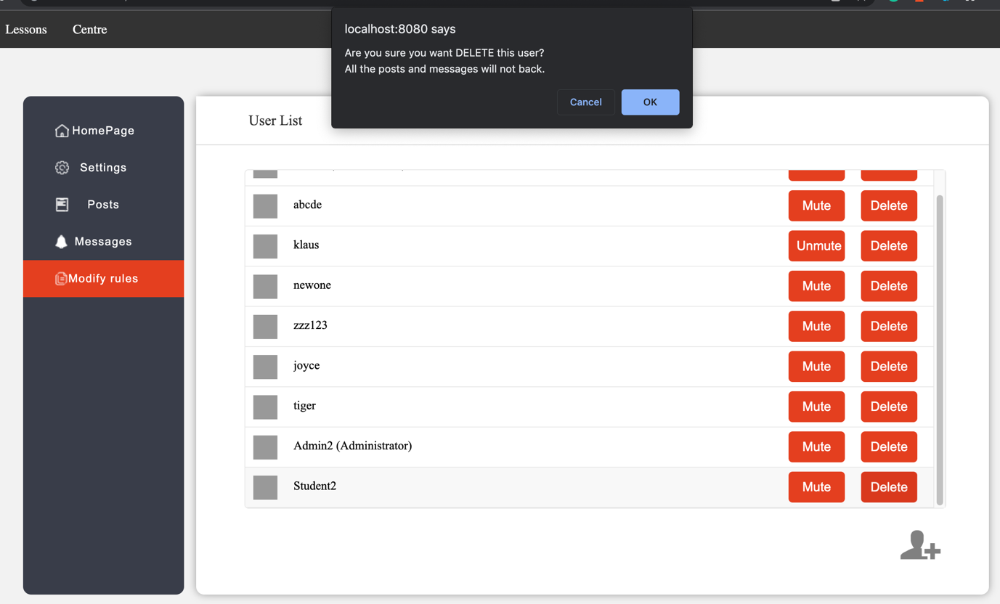 Lessons Centre
localhost:8080 says
Are you sure you want DELETE this user?
All the posts and messages will not back.
Cancel OK
HomePage
Settings
Posts
Messages
Modify rules
User List
abcde Mute Delete
klaus Unmute Delete
newone Mute Delete
zzz123 Mute Delete
joyce Mute Delete
tiger Mute Delete
Admin2 (Administrator) Mute Delete
Student2 Mute Delete